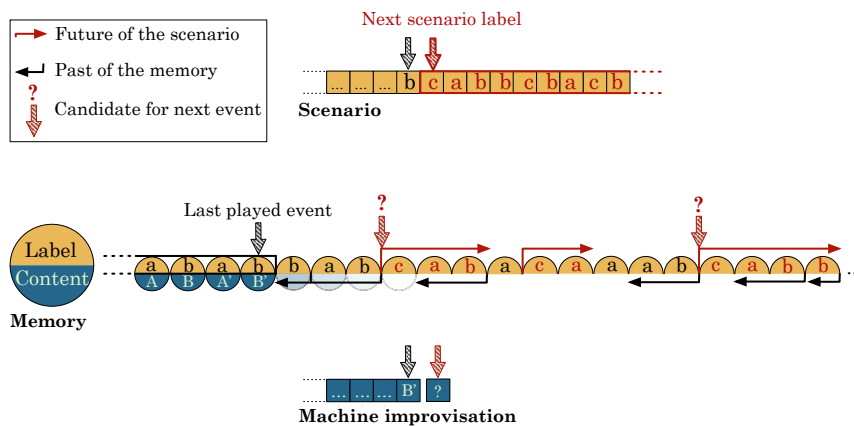 Next scenario label
Future of the scenario
Past of the memory
?
Candidate for next event
... ... ... b c a b b c b a c b
Scenario
Last played event
? ?
Label
Content
a b a b b a b c a b a c a a a b c a b b
A B A' B'
Memory
... ... ... B' ?
Machine improvisation